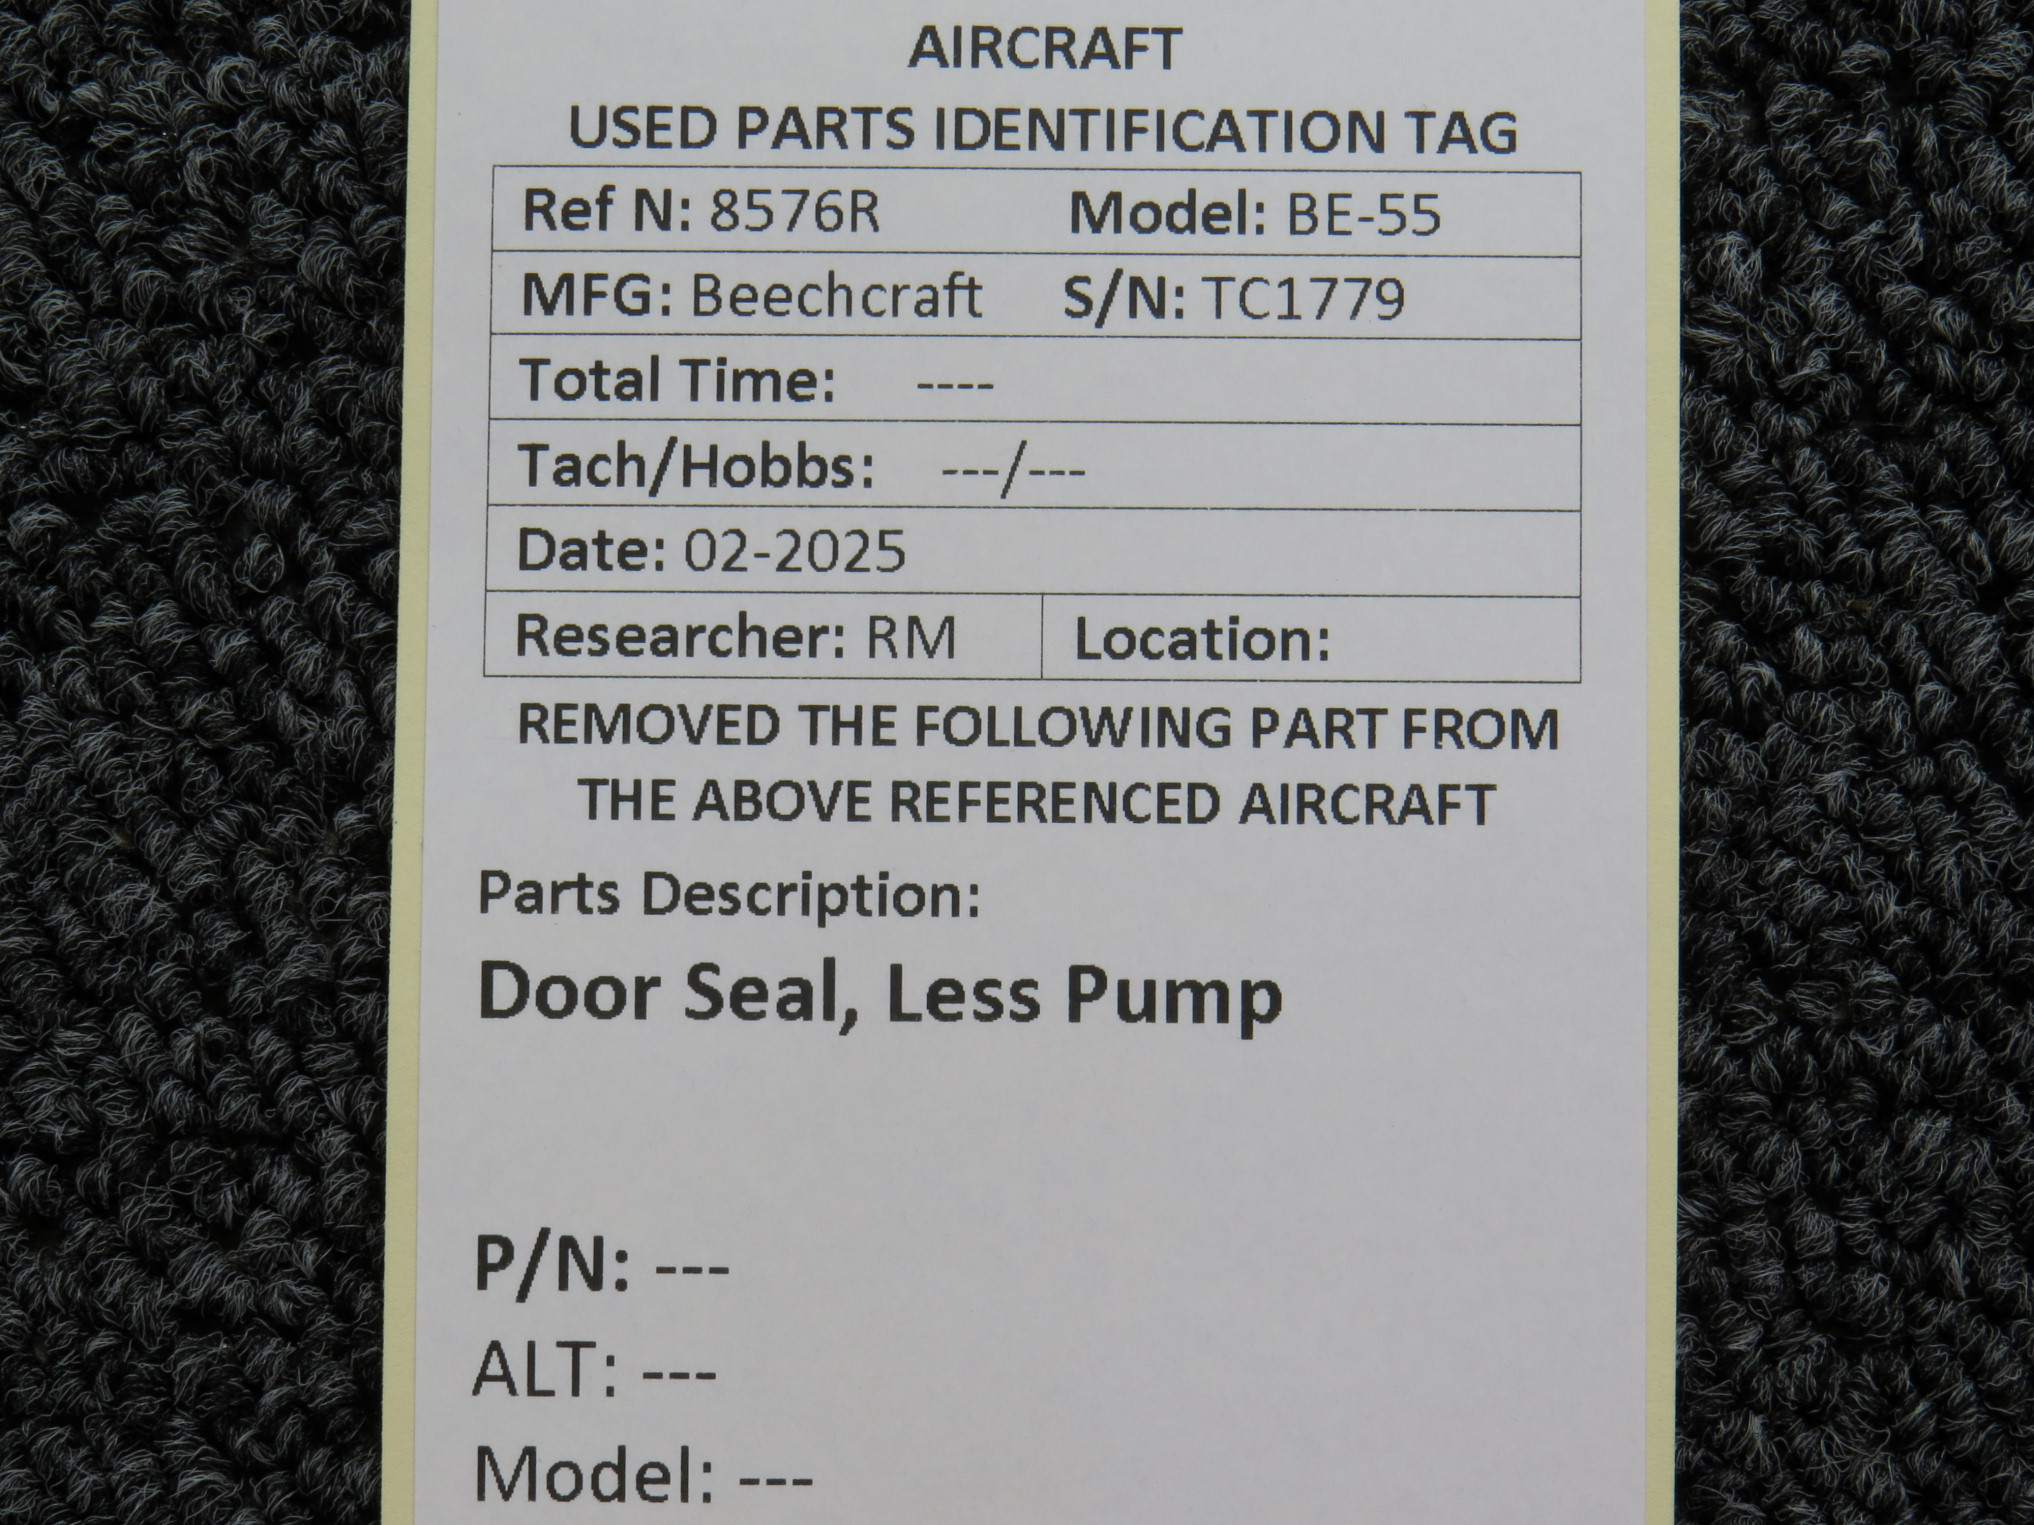 AIRCRAFT
USED PARTS IDENTIFICATION TAG
Ref N: 8576R Model: BE-55
MFG: Beechcraft S/N: TC1779
Total Time: ----
Tach/Hobbs: ---/---
Date: 02-2025
Researcher: RM Location:
REMOVED THE FOLLOWING PART FROM
THE ABOVE REFERENCED AIRCRAFT
Parts Description:
Door Seal, Less Pump
P/N: ---
ALT: ---
Model: ---